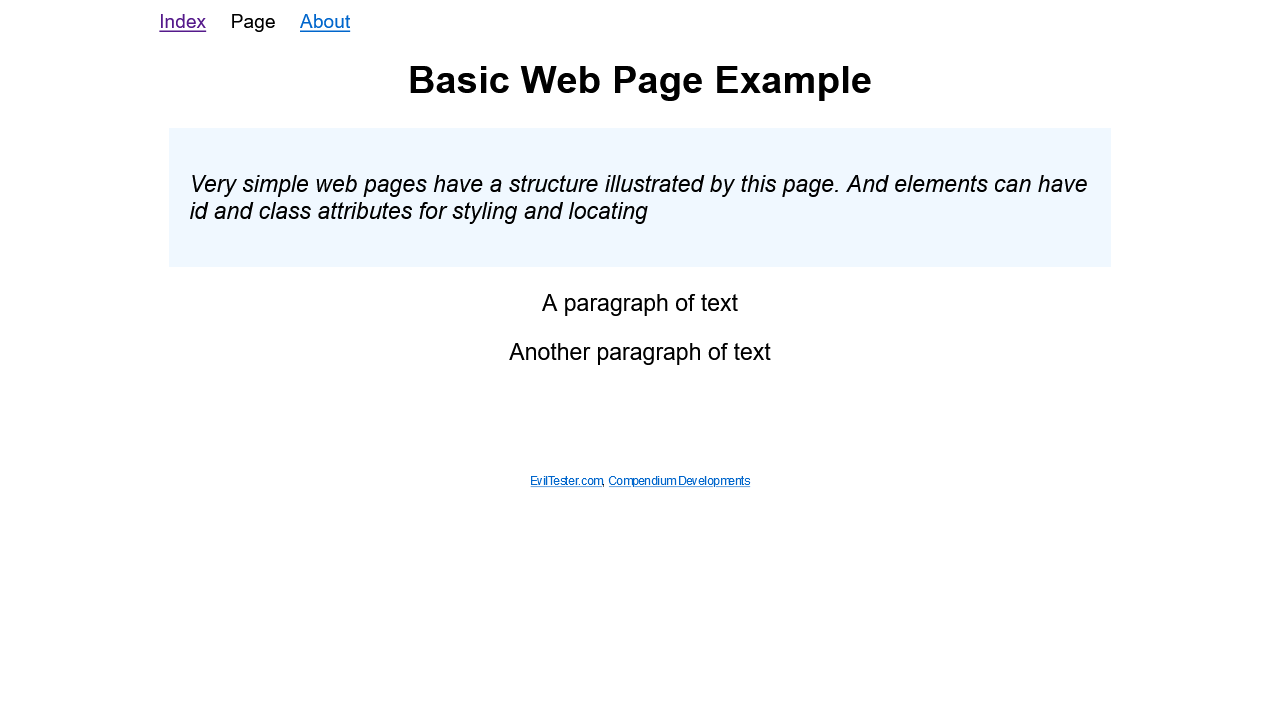 Index Page About
Basic Web Page Example
Very simple web pages have a structure illustrated by this page. And elements can have
id and class attributes for styling and locating
A paragraph of text
Another paragraph of text
EvilTester.com, Compendium Developments